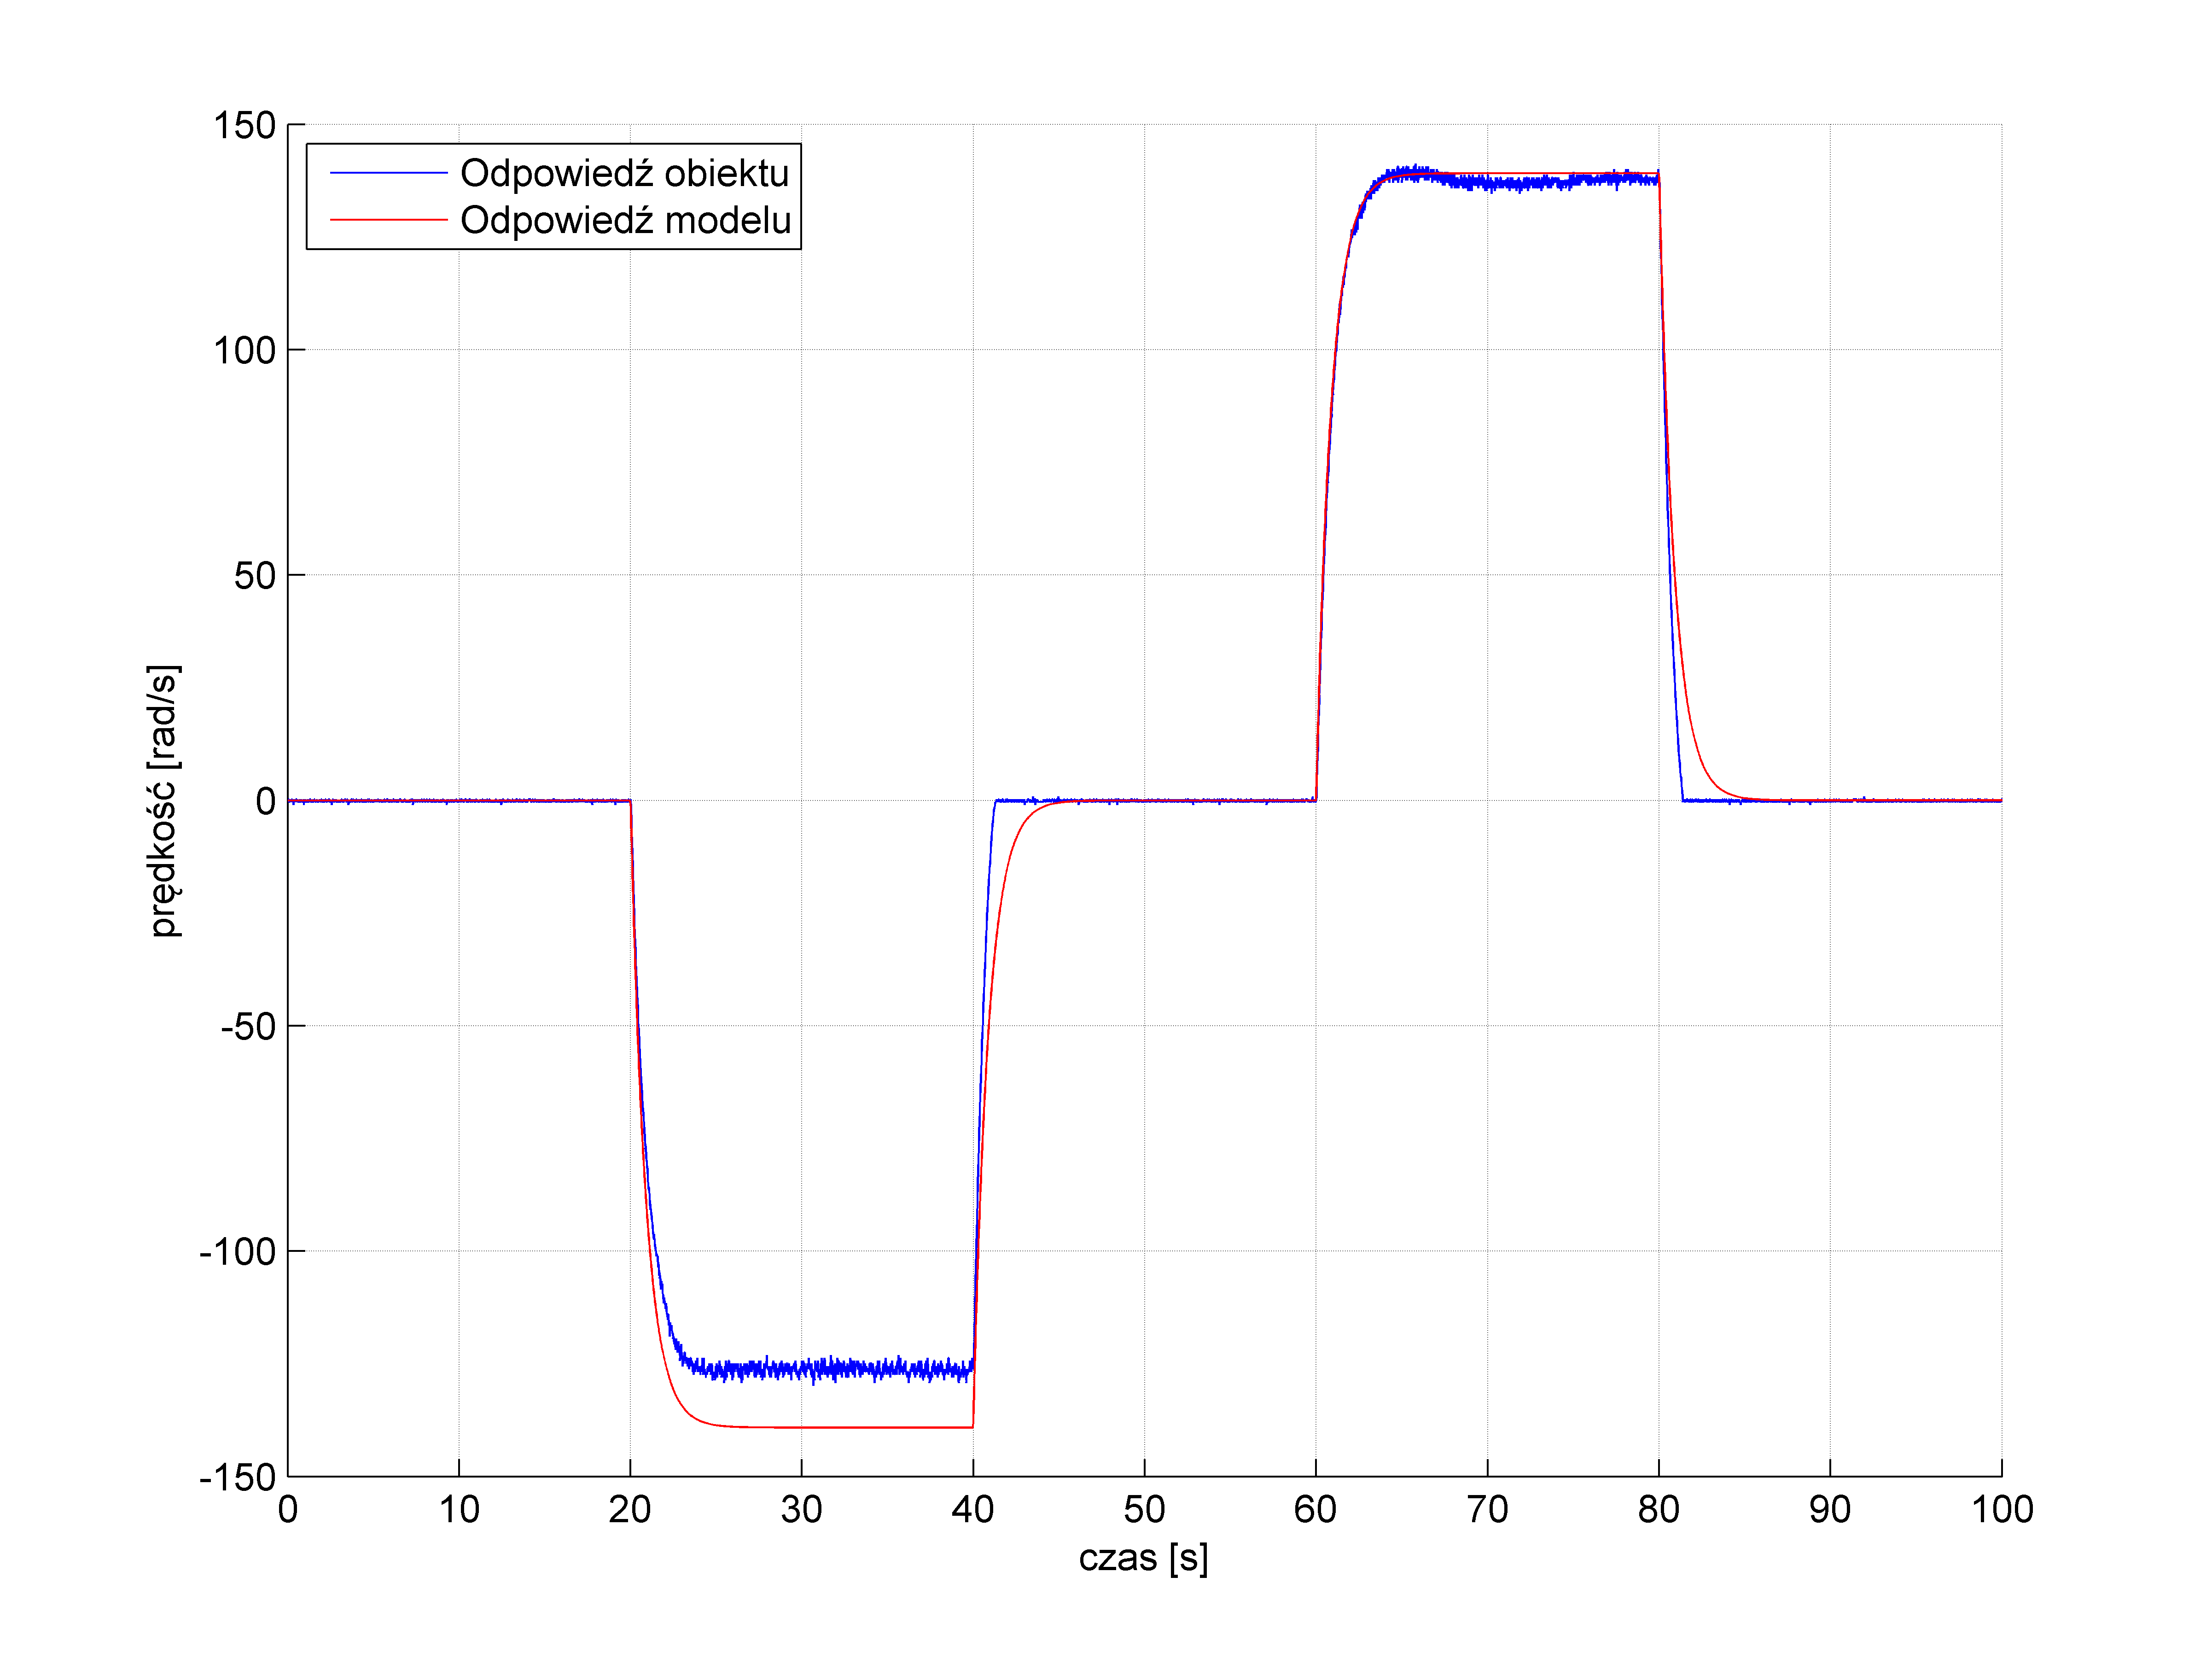 Odpowiedź obiektu
Odpowiedź modelu
150
100
50
0
-50
-100
-150
prędkość [rad/s]
0 10 20 30 40 50 60 70 80 90 100
czas [s]